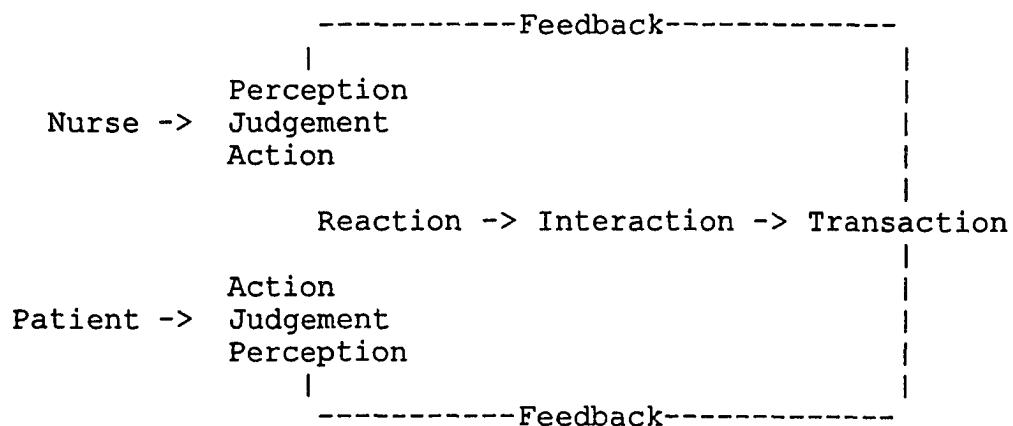 -----------Feedback-------------
Perception
Nurse -> Judgement
Action
Reaction -> Interaction -> Transaction
Action
Patient -> Judgement
Perception
-----------Feedback-------------